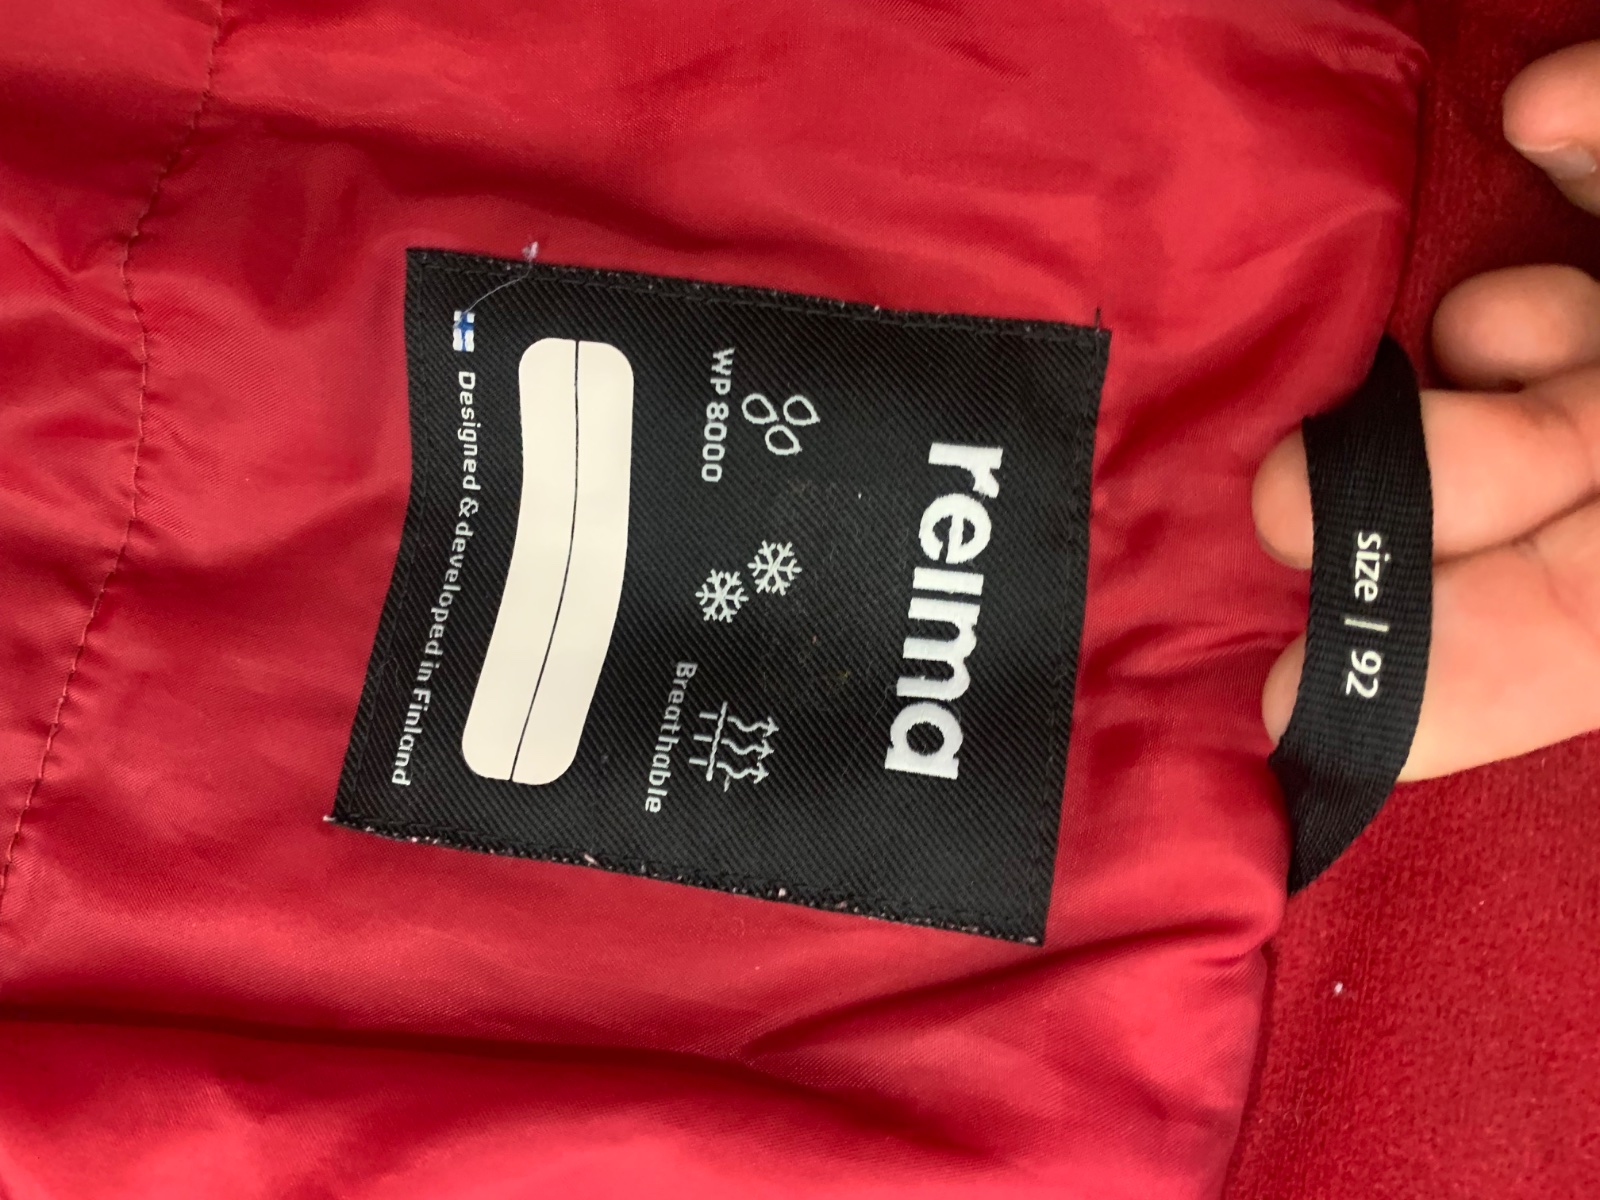 size | 92
reima
WP 8000
Breathable
Designed & developed in Finland